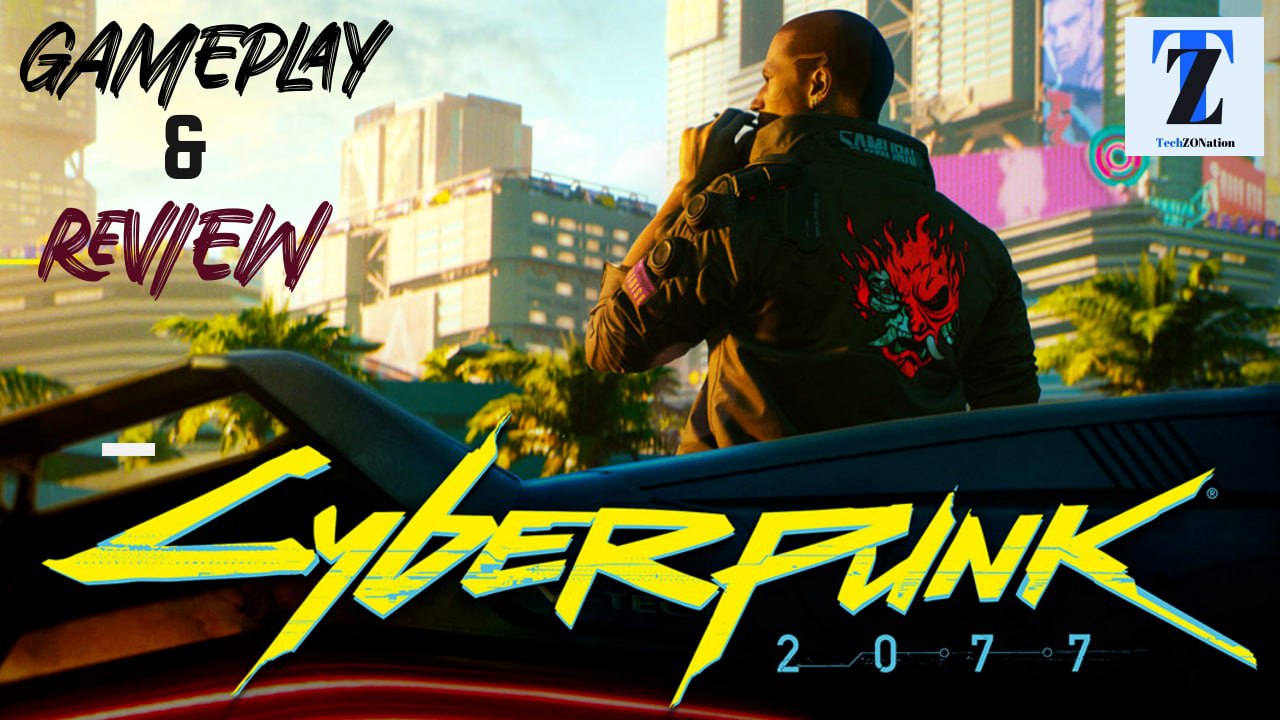 GAMEPLAY
&
REVIEW
TZ
TechZONation
SAMURAI
CYBERPUNK
®
2077